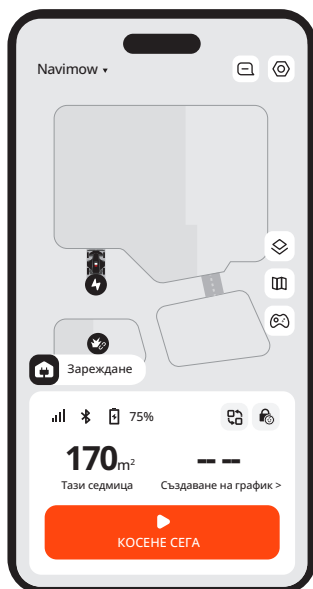 Navimow
Зареждане
75%
170m²
-- --
Тази седмица
Създаване на график >
КОСЕНЕ СЕГА